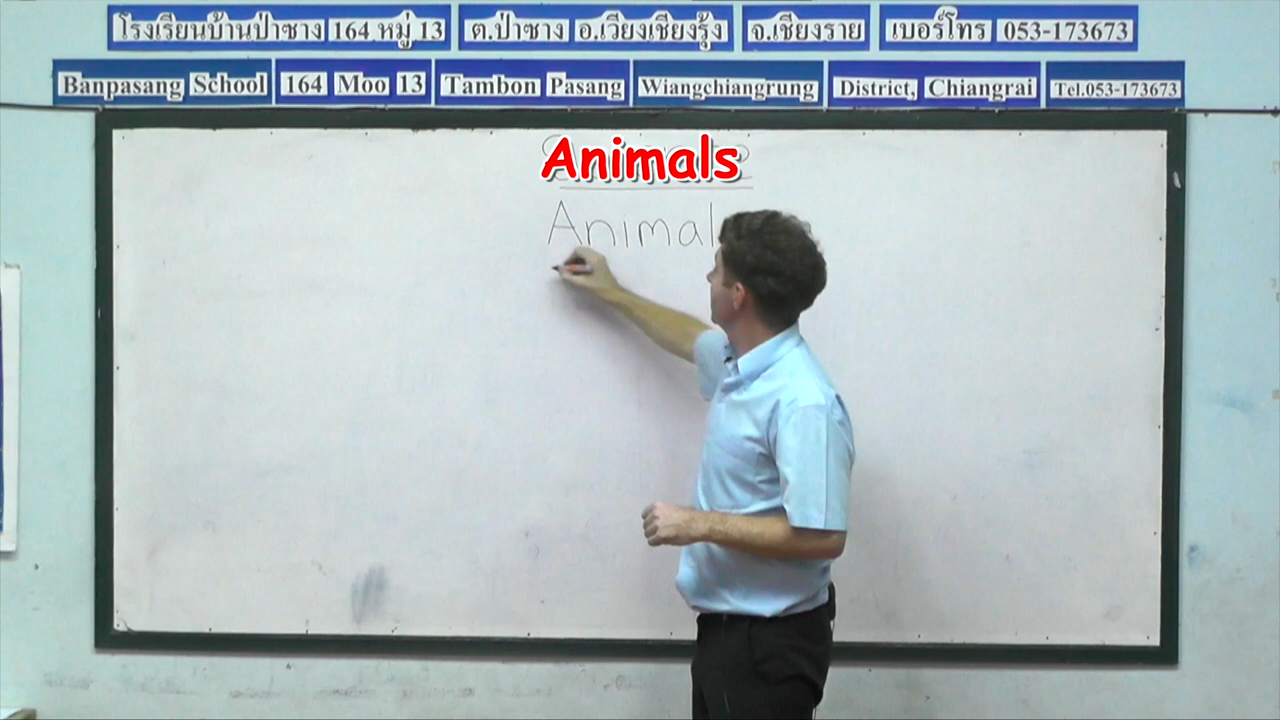 โรงเรียนบ้านป่าซาง 164 หมู่ 13 ต.ป่าซาง อ.เวียงเชียงรุ้ง จ.เชียงราย เบอร์โทร 053-173673
Banpasang School 164 Moo 13 Tambon Pasang Wiangchiangrung District, Chiangrai Tel.053-173673
Animals
Animal